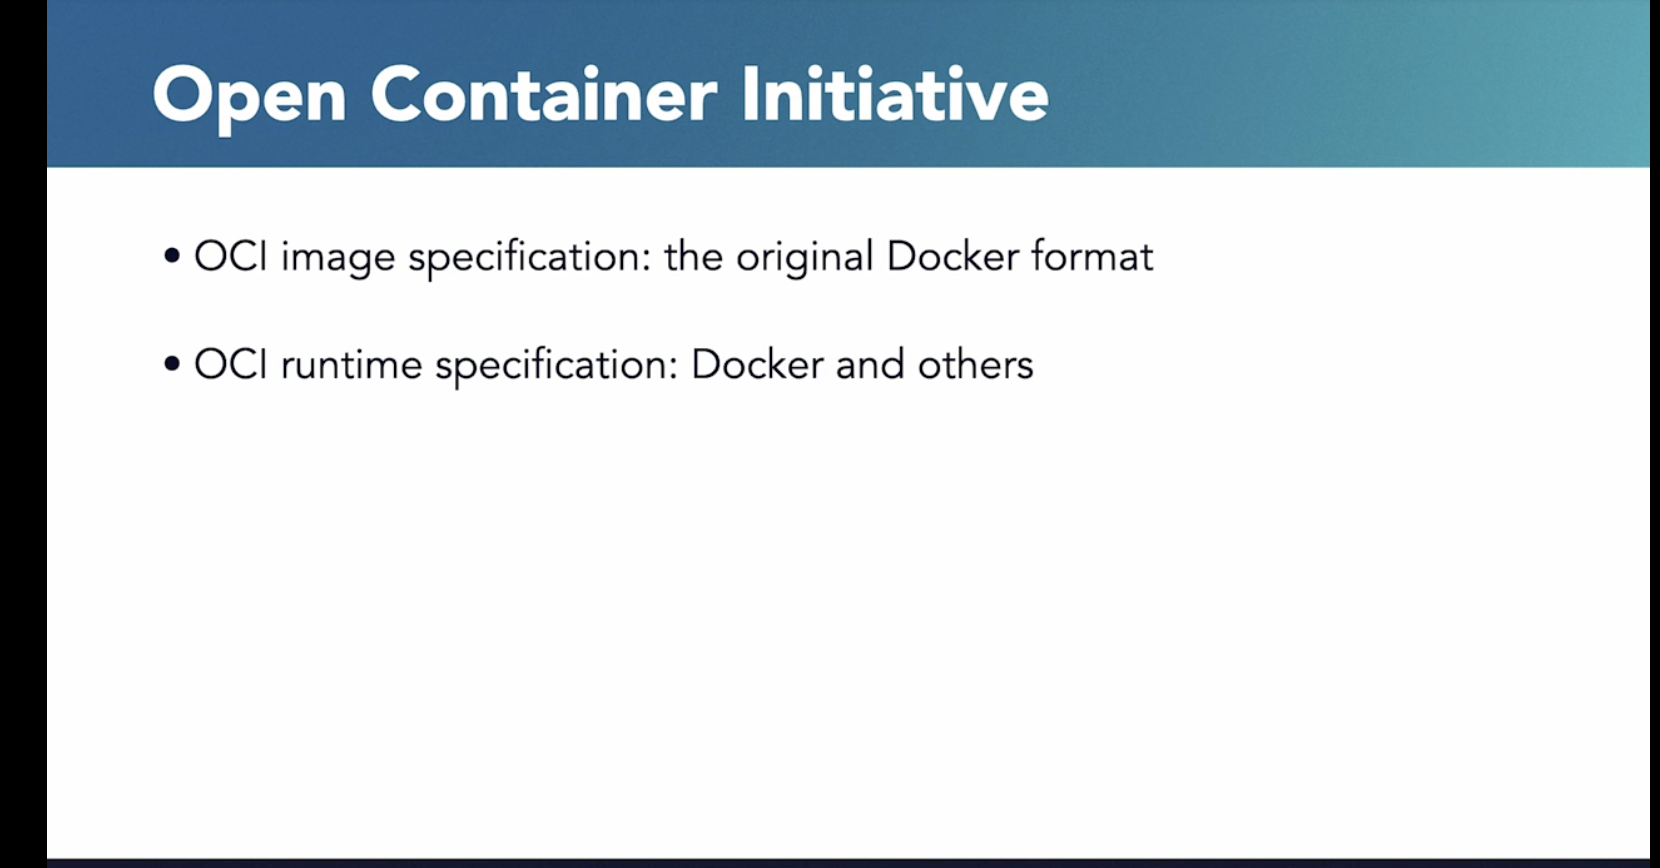 Open Container Initiative
• OCI image specification: the original Docker format
• OCI runtime specification: Docker and others